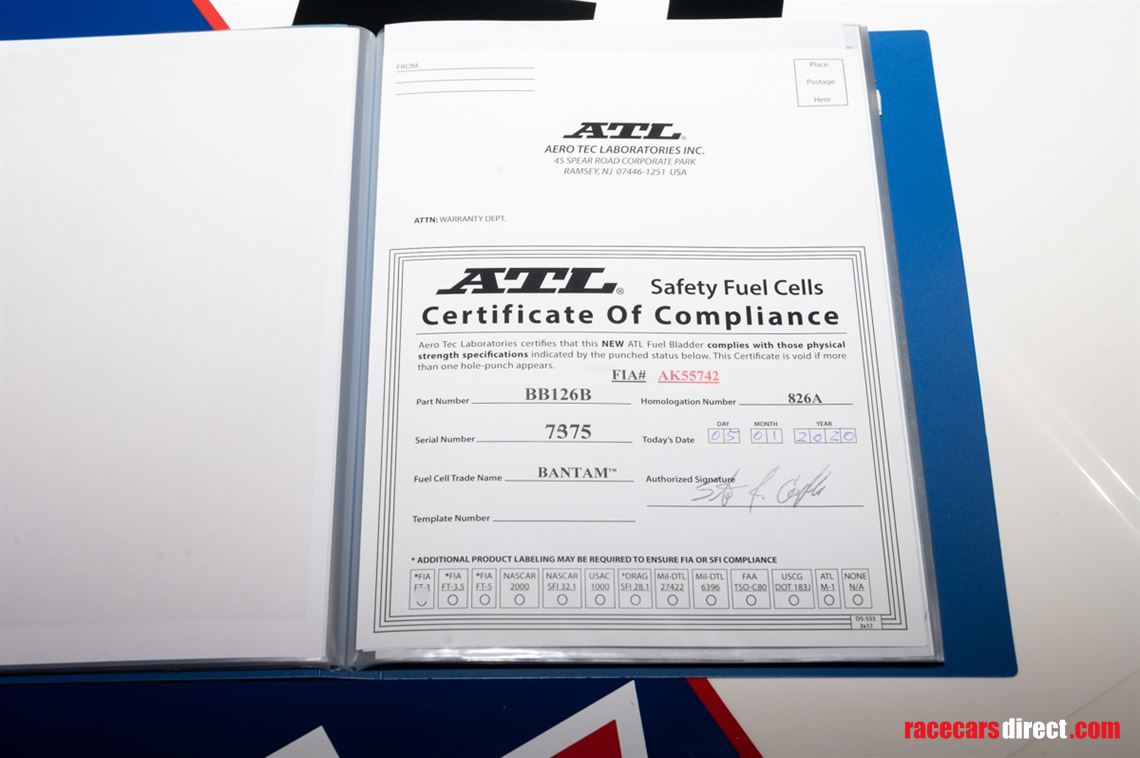 FROM:
Place
Postage
Here
ATL®
AERO TEC LABORATORIES INC.
45 SPEAR ROAD CORPORATE PARK
RAMSEY, NJ 07446-1251 USA
ATTN: WARRANTY DEPT.
ATL® Safety Fuel Cells
Certificate Of Compliance
Aero Tec Laboratories certifies that this NEW ATL Fuel Bladder complies with those physical
strength specifications indicated by the punched status below. This Certificate is void if more
than one hole-punch appears.
FIA# AK55742
Part Number BB126B Homologation Number 826A
DAY MONTH YEAR
Serial Number 7375 Today's Date 05 01 2020
Fuel Cell Trade Name BANTAM™ Authorized Signature
Template Number
* ADDITIONAL PRODUCT LABELING MAY BE REQUIRED TO ENSURE FIA OR SFI COMPLIANCE
*FIA *FIA *FIA NASCAR NASCAR USAC *DRAG Mil-DTL Mil-DTL FAA USCG ATL NONE
FT-3 FT-3.5 FT-5 2000 SFI 32.1 1000 SFI 28.1 27422 6396 TSO-C80 DOT 183J M-1 N/A
DS-533
3x17
racecarsdirect.com